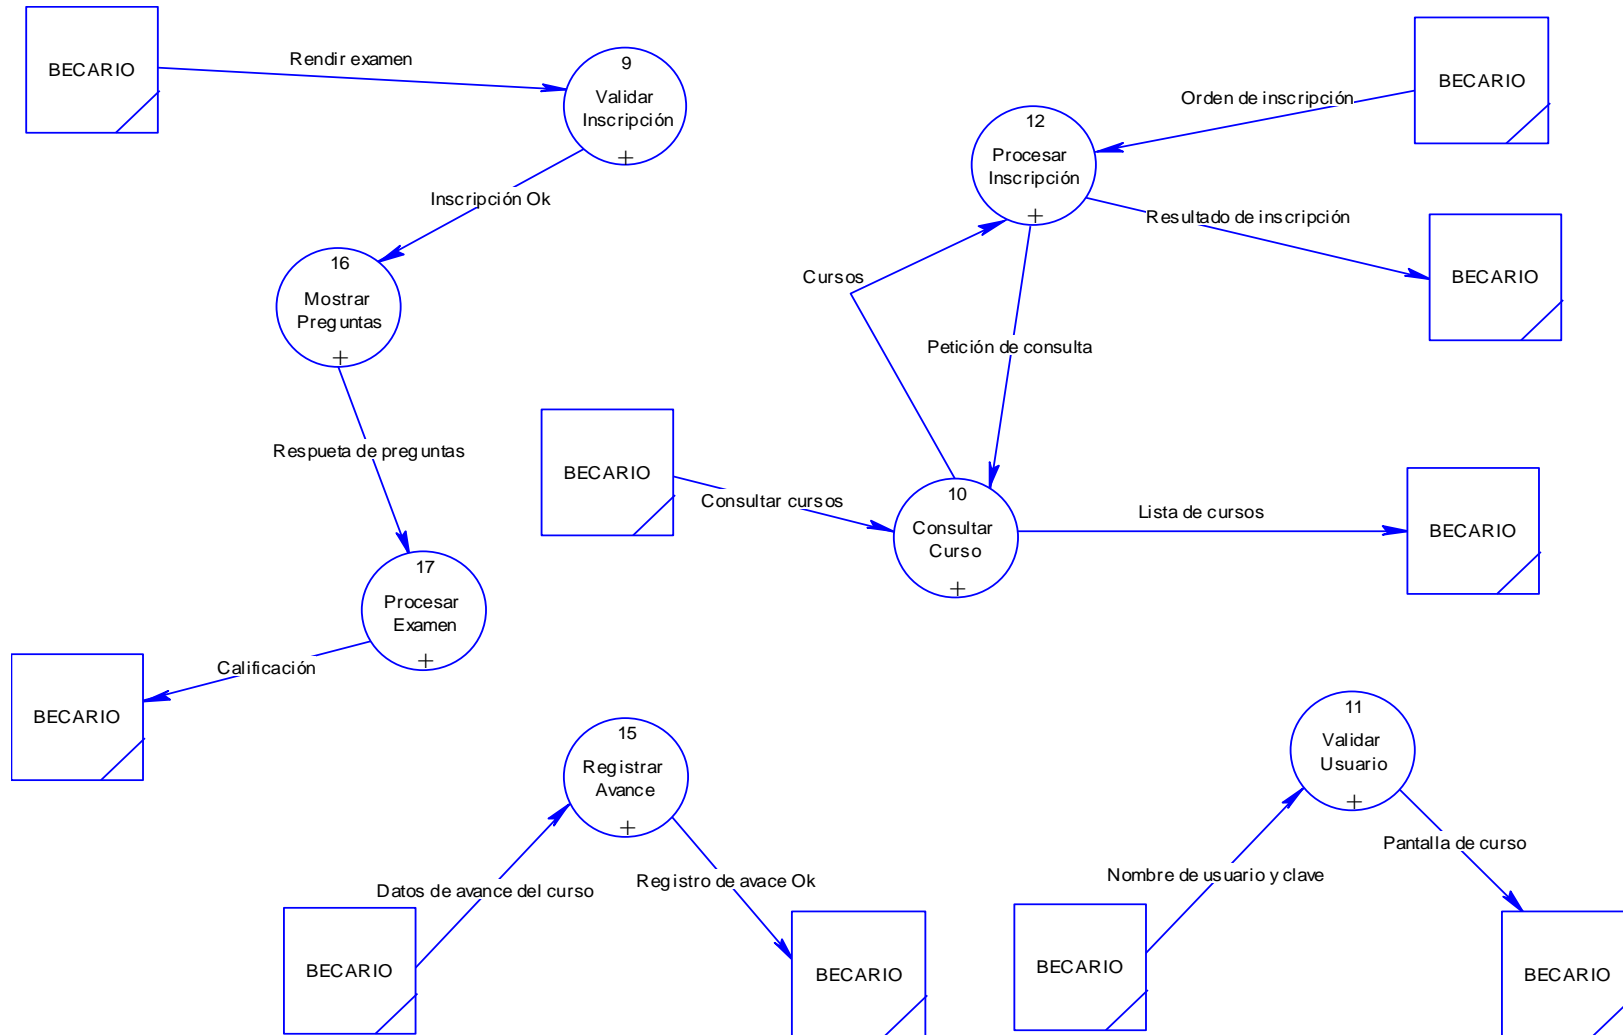 BECARIO
Rendir examen
9
Validar
Inscripción
+
Inscripción Ok
16
Mostrar
Preguntas
+
Respueta de preguntas
17
Procesar
Examen
+
Calificación
BECARIO
BECARIO
Orden de inscripción
12
Procesar
Inscripción
+
Resultado de inscripción
BECARIO
Cursos
Petición de consulta
BECARIO
Consultar cursos
10
Consultar
Curso
+
Lista de cursos
BECARIO
15
Registrar
Avance
+
Datos de avance del curso
Registro de avace Ok
BECARIO
BECARIO
11
Validar
Usuario
+
Nombre de usuario y clave
Pantalla de curso
BECARIO
BECARIO